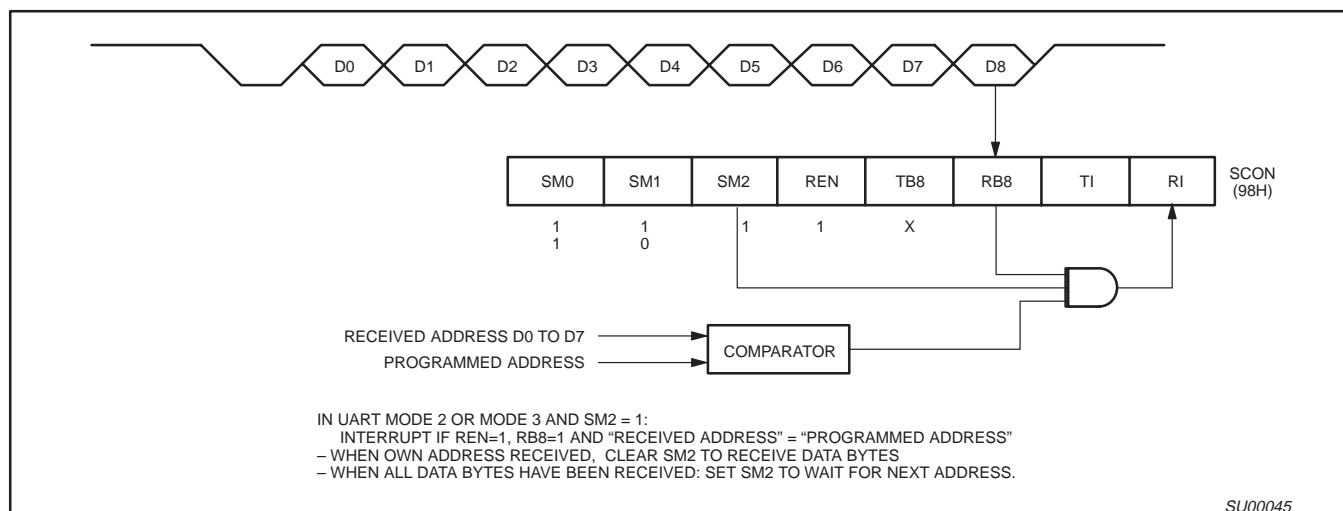 D0 D1 D2 D3 D4 D5 D6 D7 D8
SM0 SM1 SM2 REN TB8 RB8 TI RI
SCON
(98H)
1 1 1 1 X
1 0
RECEIVED ADDRESS D0 TO D7
PROGRAMMED ADDRESS
COMPARATOR
IN UART MODE 2 OR MODE 3 AND SM2 = 1:
INTERRUPT IF REN=1, RB8=1 AND “RECEIVED ADDRESS” = “PROGRAMMED ADDRESS”
– WHEN OWN ADDRESS RECEIVED, CLEAR SM2 TO RECEIVE DATA BYTES
– WHEN ALL DATA BYTES HAVE BEEN RECEIVED: SET SM2 TO WAIT FOR NEXT ADDRESS.
SU00045